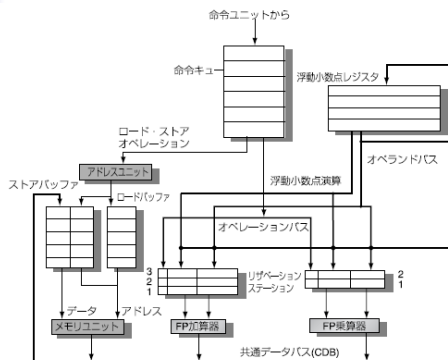 命令ユニットから
命令キュー
浮動小数点レジスタ
ロード・ストア
オペレーション
オペランドバス
アドレスユニット
ストアバッファ
ロードバッファ
浮動小数点演算
オペレーションバス
3
2
1
リザベーション
ステーション
2
1
データ
アドレス
メモリユニット
FP加算器
FP乗算器
共通データバス(CDB)